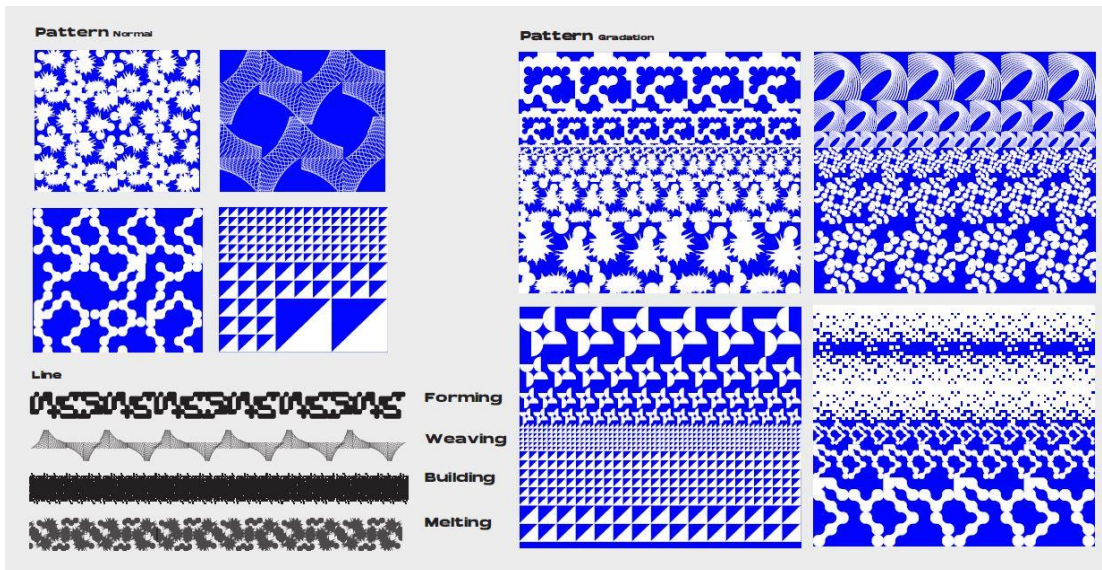 Pattern Normal
Pattern Gradation
Line
Forming
Weaving
Building
Melting